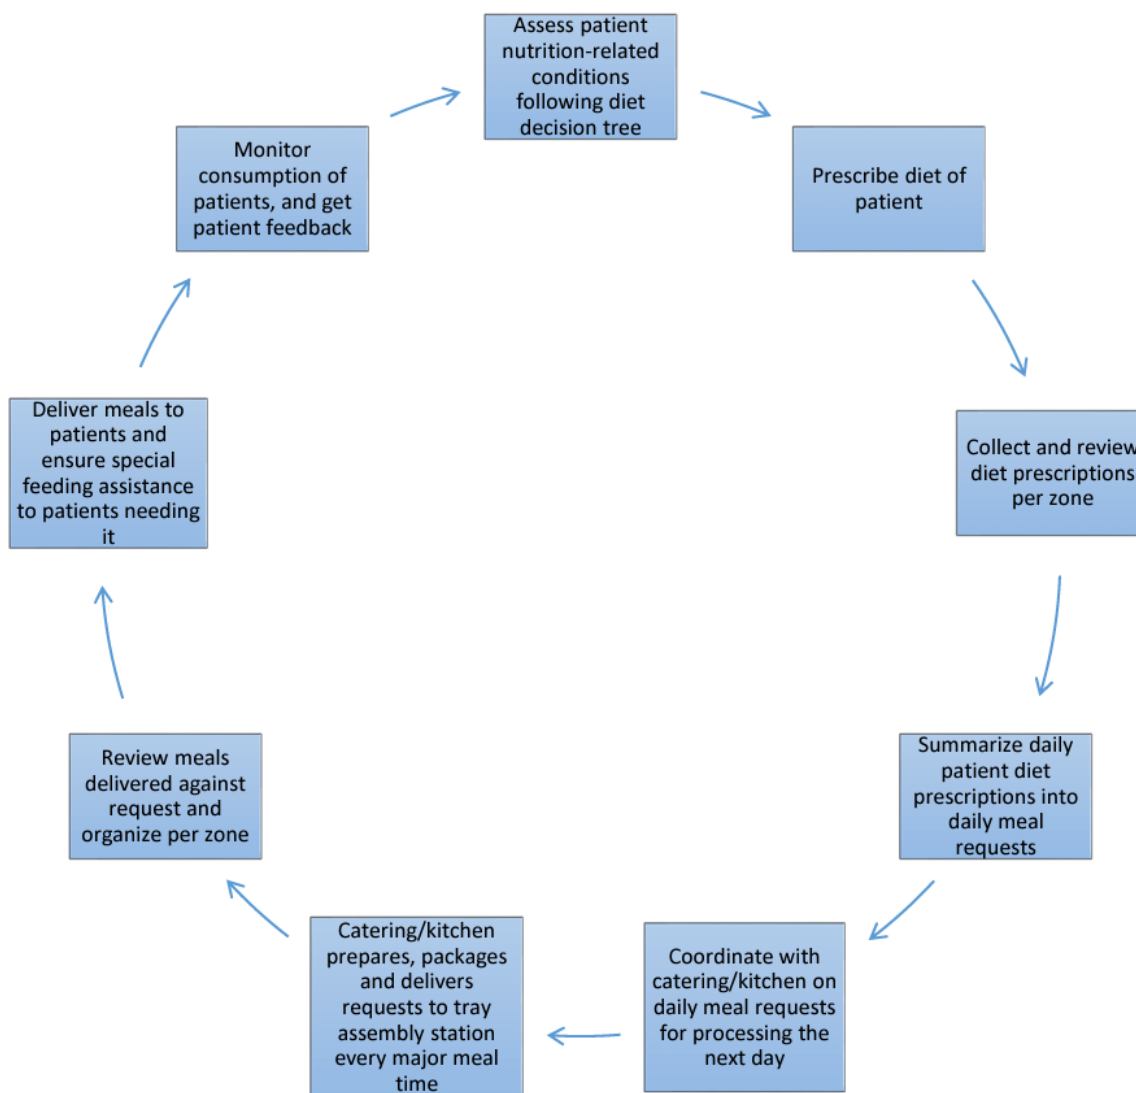 Assess patient
nutrition-related
conditions
following diet
decision tree
Prescribe diet of
patient
Collect and review
diet prescriptions
per zone
Summarize daily
patient diet
prescriptions into
daily meal
requests
Coordinate with
catering/kitchen on
daily meal requests
for processing the
next day
Catering/kitchen
prepares, packages
and delivers
requests to tray
assembly station
every major meal
time
Review meals
delivered against
request and
organize per zone
Deliver meals to
patients and
ensure special
feeding assistance
to patients needing
it
Monitor
consumption of
patients, and get
patient feedback